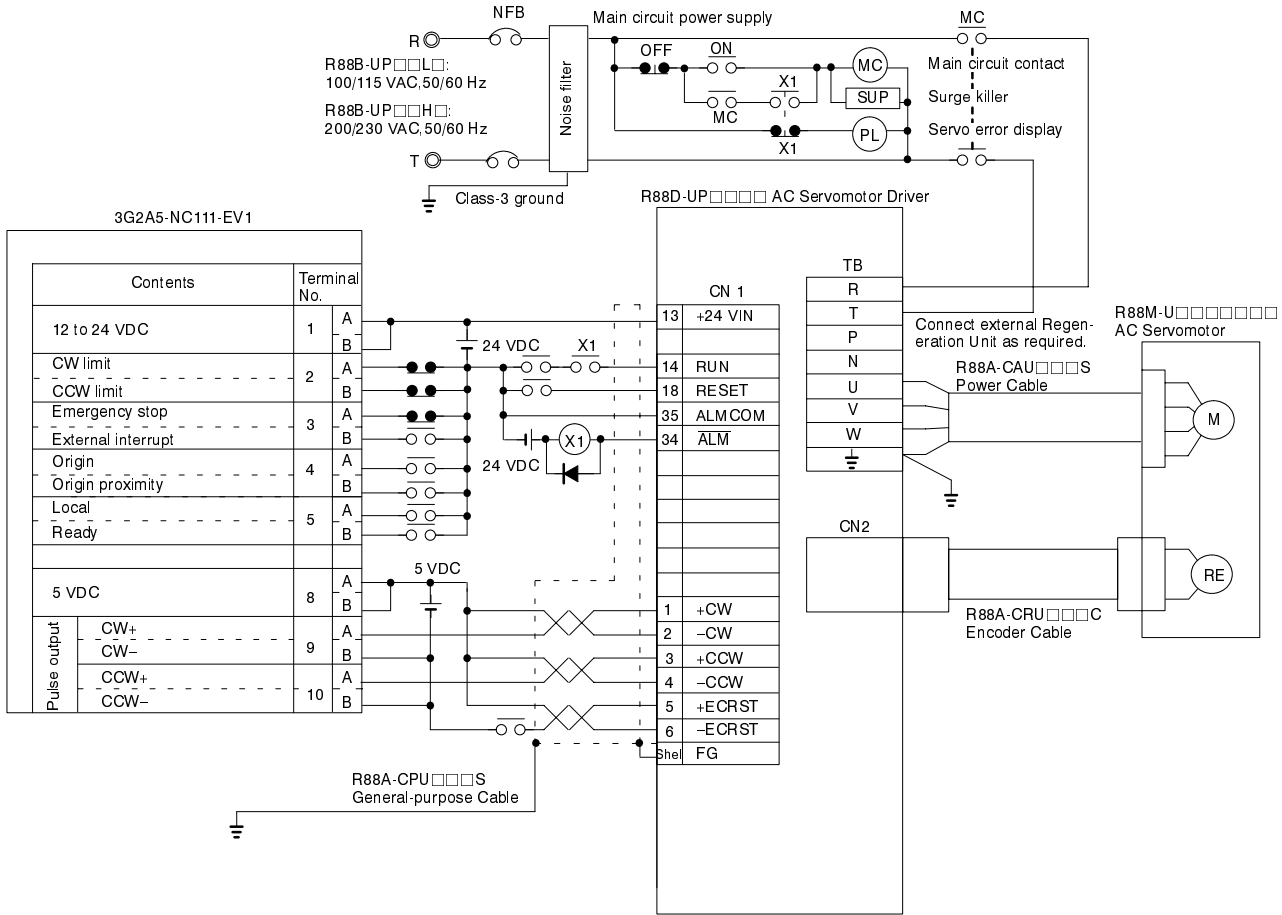 NFB
Main circuit power supply
MC
R
OFF
ON
MC
Main circuit contact
R88B-UP□□L□:
100/115 VAC,50/60 Hz
X1
SUP
Surge killer
R88B-UP□□H□:
200/230 VAC,50/60 Hz
Noise filter
MC
PL
Servo error display
X1
T
Class-3 ground
R88D-UP□□□□ AC Servomotor Driver
3G2A5-NC111-EV1
Contents
Terminal
No.
12 to 24 VDC
1
A
B
CW limit
2
A
CCW limit
B
Emergency stop
3
A
External interrupt
B
Origin
4
A
Origin proximity
B
Local
5
A
Ready
B
5 VDC
8
A
B
Pulse output
CW+
9
A
CW–
B
CCW+
10
A
CCW–
B
24 VDC
X1
X1
24 VDC
5 VDC
CN 1
13 +24 VIN
14 RUN
18 RESET
35 ALMCOM
34 ALM
1 +CW
2 –CW
3 +CCW
4 –CCW
5 +ECRST
6 –ECRST
Shel FG
TB
R
T
P
N
U
V
W
CN2
Connect external Regen-
eration Unit as required.
R88A-CAU□□□S
Power Cable
R88M-U□□□□□□□
AC Servomotor
M
RE
R88A-CRU□□□C
Encoder Cable
R88A-CPU□□□S
General-purpose Cable